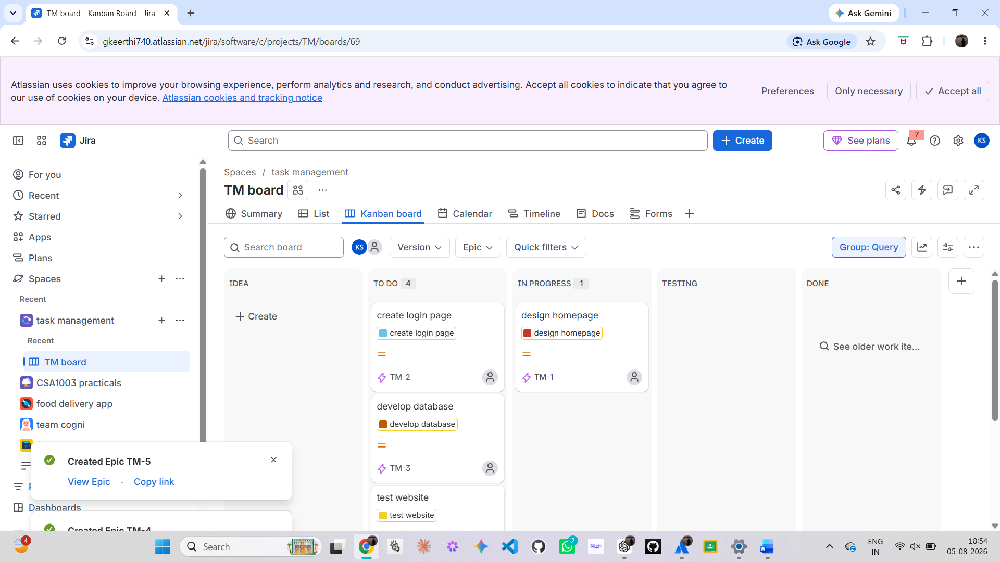 TM board - Kanban Board - Jira
Ask Gemini
gkeerthi740.atlassian.net/jira/software/c/projects/TM/boards/69
Ask Google
Atlassian uses cookies to improve your browsing experience, perform analytics and research, and conduct advertising. Accept all cookies to indicate that you agree to
our use of cookies on your device. Atlassian cookies and tracking notice
Preferences
Only necessary
Accept all
Jira
Search
Create
See plans
7
KS
For you
Recent
Starred
Apps
Plans
Spaces
Recent
task management
Recent
TM board
CSA1003 practicals
food delivery app
team cogni
Dashboards
Spaces / task management
TM board
Summary
List
Kanban board
Calendar
Timeline
Docs
Forms
Search board
KS
Version
Epic
Quick filters
Group: Query
IDEA
Create
TO DO 4
create login page
create login page
TM-2
develop database
develop database
TM-3
test website
test website
IN PROGRESS 1
design homepage
design homepage
TM-1
TESTING
DONE
See older work ite...
Created Epic TM-5
View Epic · Copy link
Created Epic TM-4
4
Search
2
Pitch
ENG
IN
18:54
05-08-2026